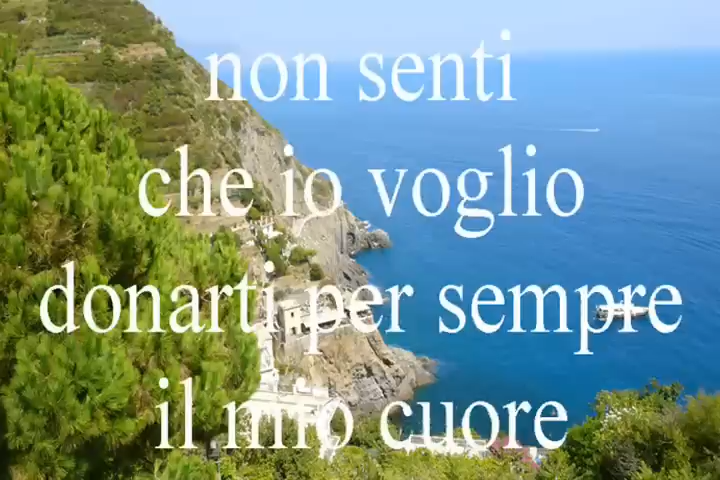 non senti
che io voglio
donarti per sempre
il mio cuore